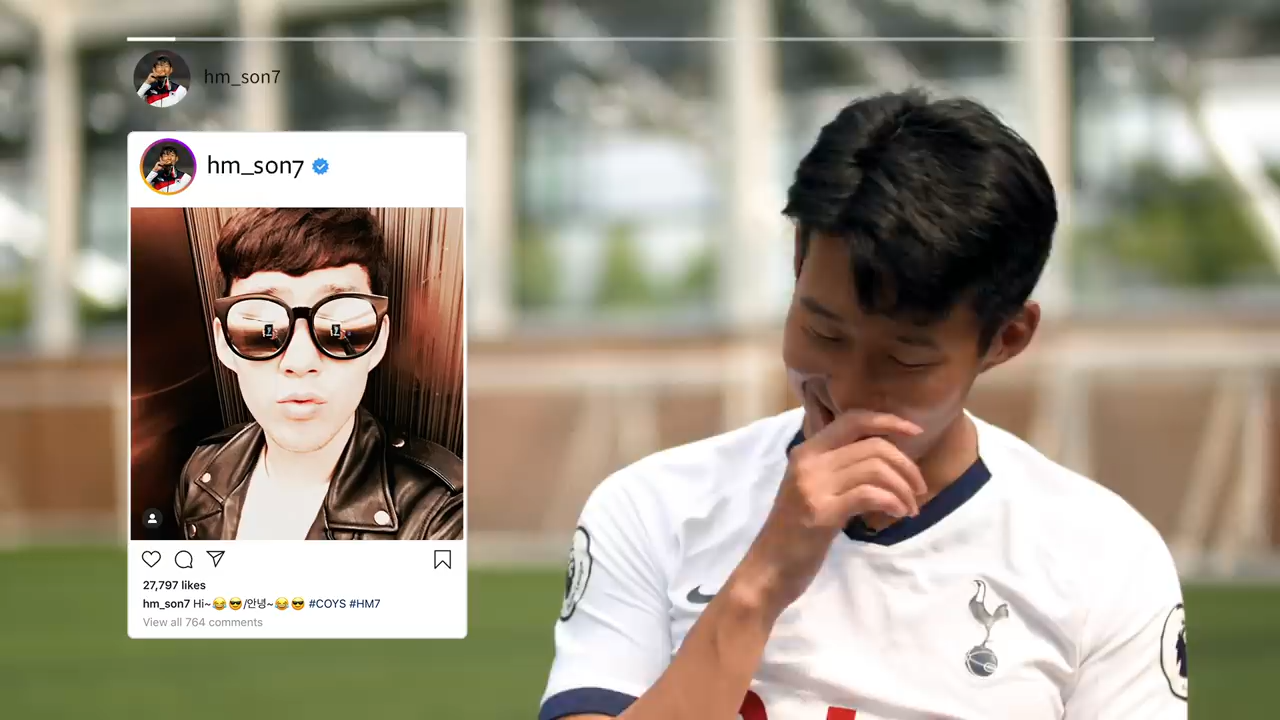 hm_son7
hm_son7
27,797 likes
hm_son7 Hi~😂😎/안녕~😂😎 #COYS #HM7
View all 764 comments